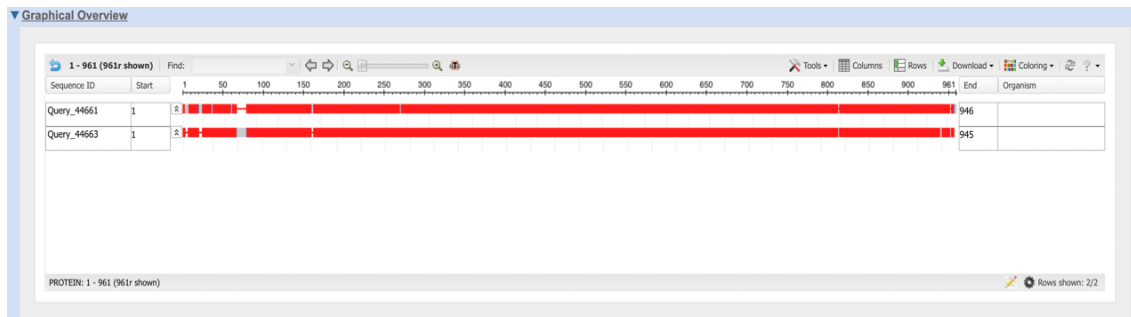 Graphical Overview
1 - 961 (961r shown) Find: Tools Columns Rows Download Coloring ?
Sequence ID Start 1 50 100 150 200 250 300 350 400 450 500 550 600 650 700 750 800 850 900 961 End Organism
Query_44661 1 946
Query_44663 1 945
PROTEIN: 1 - 961 (961r shown) Rows shown: 2/2